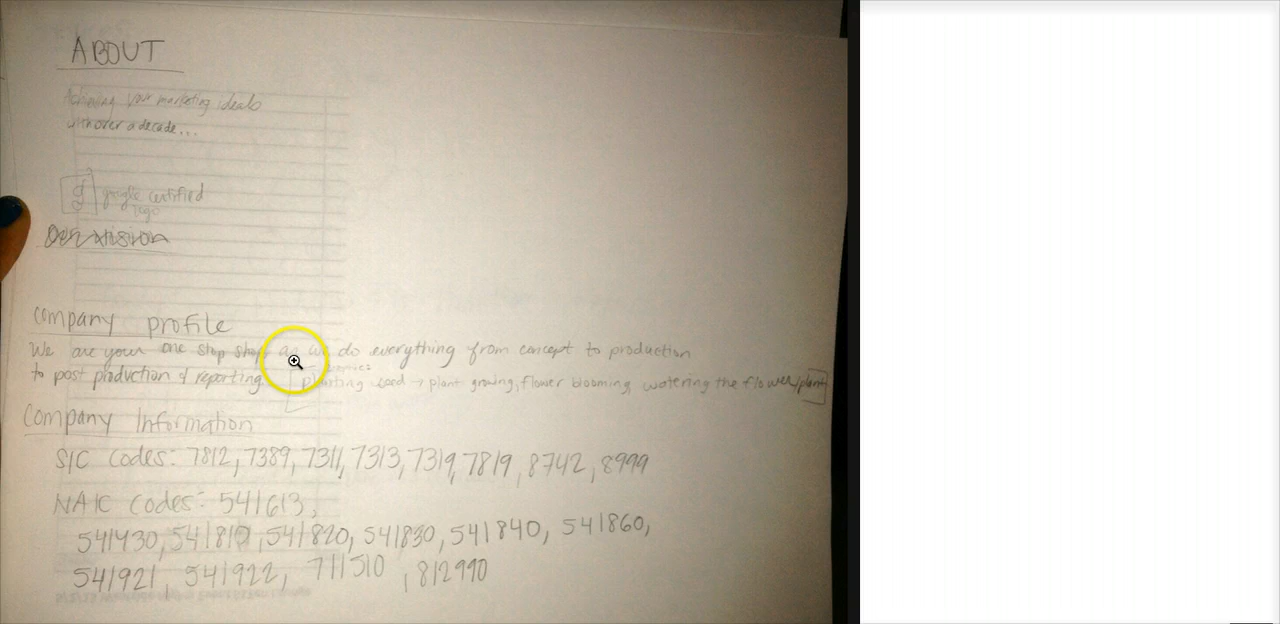 ABOUT
Achieving your marketing ideals
with over a decade...
google certified
logo
Our vision
Company profile
We are your one stop shop as we do everything from concept to production
to post production & reporting
planting seed → plant growing, flower blooming, watering the flower/plant
Company Information
SIC Codes: 7812, 7389, 7311, 7313, 7319, 7819, 8742, 8999
NAIC Codes: 541613,
541430, 541810, 541820, 541830, 541840, 541860,
541921, 541922, 711510, 812990